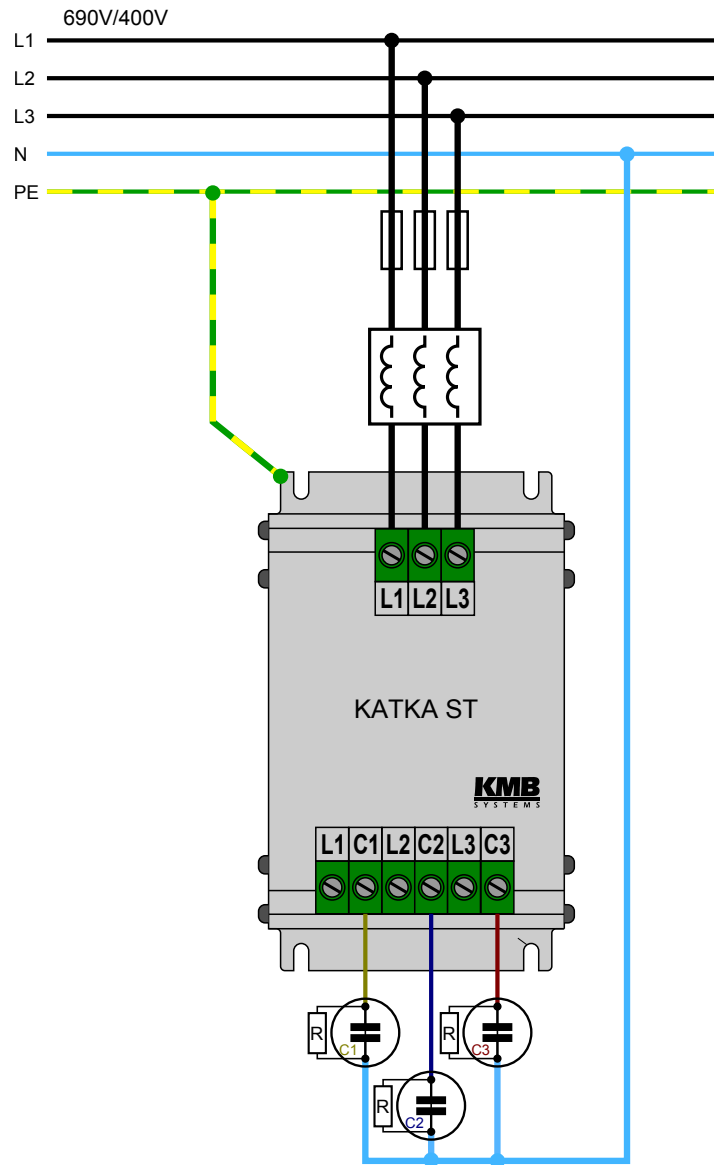 690V/400V
L1
L2
L3
N
PE
L1 L2 L3
KATKA ST
KMB
SYSTEMS
L1 C1 L2 C2 L3 C3
R C1 R C3
R C2